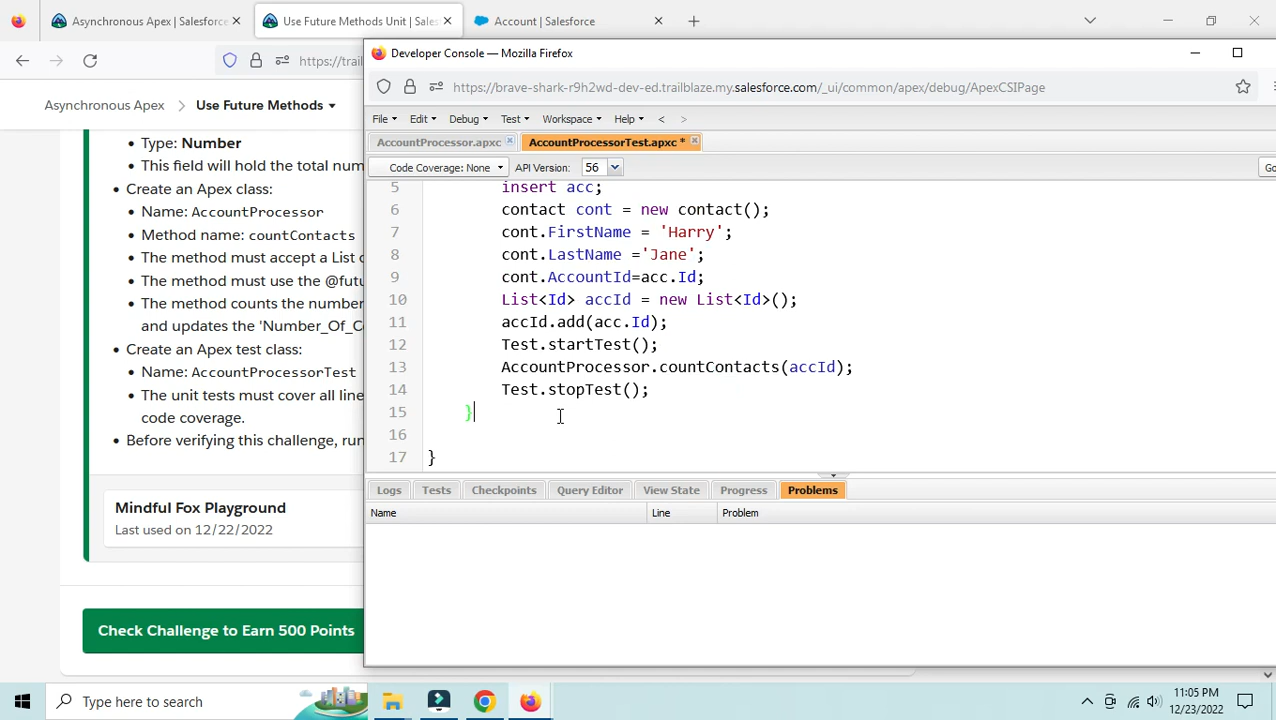 Asynchronous Apex | Salesforce
Use Future Methods Unit | Sales
Account | Salesforce
https://trail
Developer Console — Mozilla Firefox
https://brave-shark-r9h2wd-dev-ed.trailblaze.my.salesforce.com/_ui/common/apex/debug/ApexCSIPage
Asynchronous Apex > Use Future Methods
File Edit Debug Test Workspace Help < >
AccountProcessor.apxc AccountProcessorTest.apxc *
Code Coverage: None API Version: 56 Go
Type: Number
This field will hold the total num
Create an Apex class:
Name: AccountProcessor
Method name: countContacts
The method must accept a List o
The method must use the @futu
The method counts the number
and updates the 'Number_Of_C
Create an Apex test class:
Name: AccountProcessorTest
The unit tests must cover all line
code coverage.
Before verifying this challenge, run
Mindful Fox Playground
Last used on 12/22/2022
Check Challenge to Earn 500 Points
5 insert acc;
6 contact cont = new contact();
7 cont.FirstName = 'Harry';
8 cont.LastName ='Jane';
9 cont.AccountId=acc.Id;
10 List<Id> accId = new List<Id>();
11 accId.add(acc.Id);
12 Test.startTest();
13 AccountProcessor.countContacts(accId);
14 Test.stopTest();
15 }
16
17 }
Logs Tests Checkpoints Query Editor View State Progress Problems
Name Line Problem
Type here to search
11:05 PM
12/23/2022